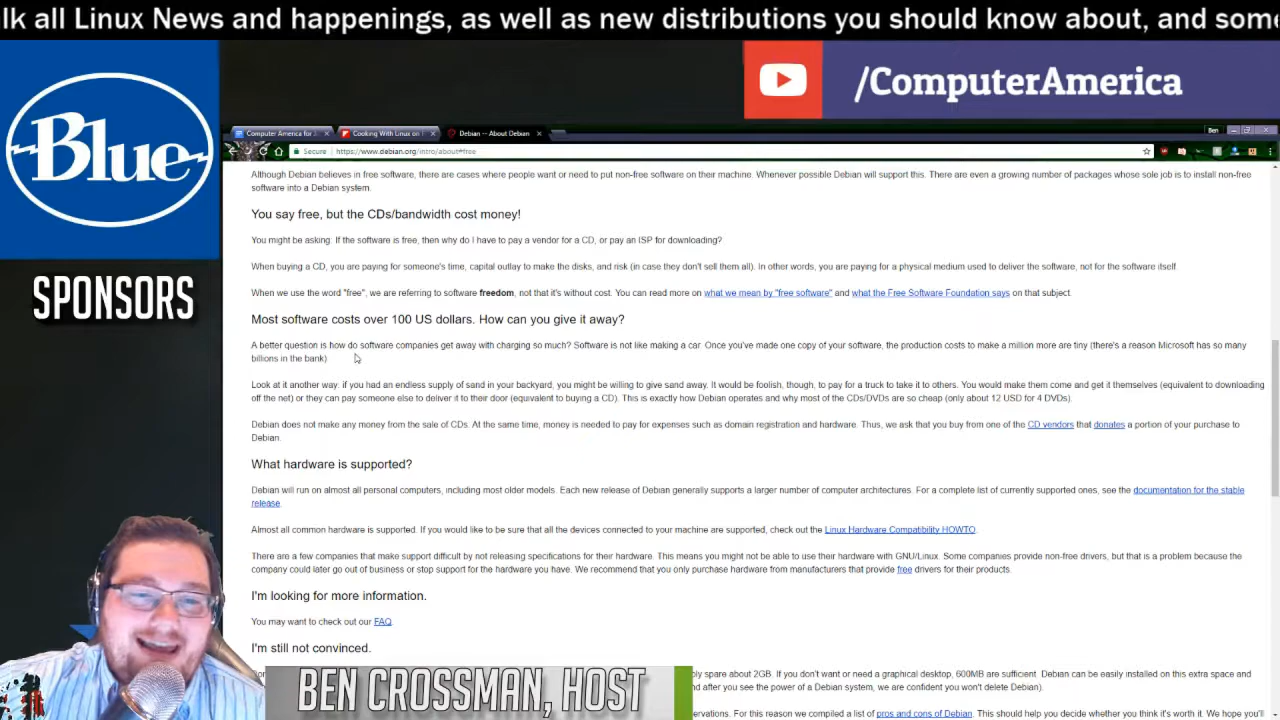 lk all Linux News and happenings, as well as new distributions you should know about, and some
Blue
SPONSORS
/ComputerAmerica
Computer America for
Cooking With Linux on
Debian -- About Debian
Ben
Secure
https://www.debian.org/intro/about#free
Although Debian believes in free software, there are cases where people want or need to put non-free software on their machine. Whenever possible Debian will support this. There are even a growing number of packages whose sole job is to install non-free
software into a Debian system.
You say free, but the CDs/bandwidth cost money!
You might be asking: If the software is free, then why do I have to pay a vendor for a CD, or pay an ISP for downloading?
When buying a CD, you are paying for someone's time, capital outlay to make the disks, and risk (in case they don't sell them all). In other words, you are paying for a physical medium used to deliver the software, not for the software itself.
When we use the word "free", we are referring to software freedom, not that it's without cost. You can read more on what we mean by "free software" and what the Free Software Foundation says on that subject.
Most software costs over 100 US dollars. How can you give it away?
A better question is how do software companies get away with charging so much? Software is not like making a car. Once you've made one copy of your software, the production costs to make a million more are tiny (there's a reason Microsoft has so many
billions in the bank).
Look at it another way: if you had an endless supply of sand in your backyard, you might be willing to give sand away. It would be foolish, though, to pay for a truck to take it to others. You would make them come and get it themselves (equivalent to downloading
off the net) or they can pay someone else to deliver it to their door (equivalent to buying a CD). This is exactly how Debian operates and why most of the CDs/DVDs are so cheap (only about 12 USD for 4 DVDs).
Debian does not make any money from the sale of CDs. At the same time, money is needed to pay for expenses such as domain registration and hardware. Thus, we ask that you buy from one of the CD vendors that donates a portion of your purchase to
Debian.
What hardware is supported?
Debian will run on almost all personal computers, including most older models. Each new release of Debian generally supports a larger number of computer architectures. For a complete list of currently supported ones, see the documentation for the stable
release.
Almost all common hardware is supported. If you would like to be sure that all the devices connected to your machine are supported, check out the Linux Hardware Compatibility HOWTO.
There are a few companies that make support difficult by not releasing specifications for their hardware. This means you might not be able to use their hardware with GNU/Linux. Some companies provide non-free drivers, but that is a problem because the
company could later go out of business or stop support for the hardware you have. We recommend that you only purchase hardware from manufacturers that provide free drivers for their products.
I'm looking for more information.
You may want to check out our FAQ.
I'm still not convinced.
ly spare about 2GB. If you don't want or need a graphical desktop, 600MB are sufficient. Debian can be easily installed on this extra space and
d after you see the power of a Debian system, we are confident you won't delete Debian).
ervations. For this reason we compiled a list of pros and cons of Debian. This should help you decide whether you think it's worth it. We hope you'll
BEN CROSSMAN, HOST